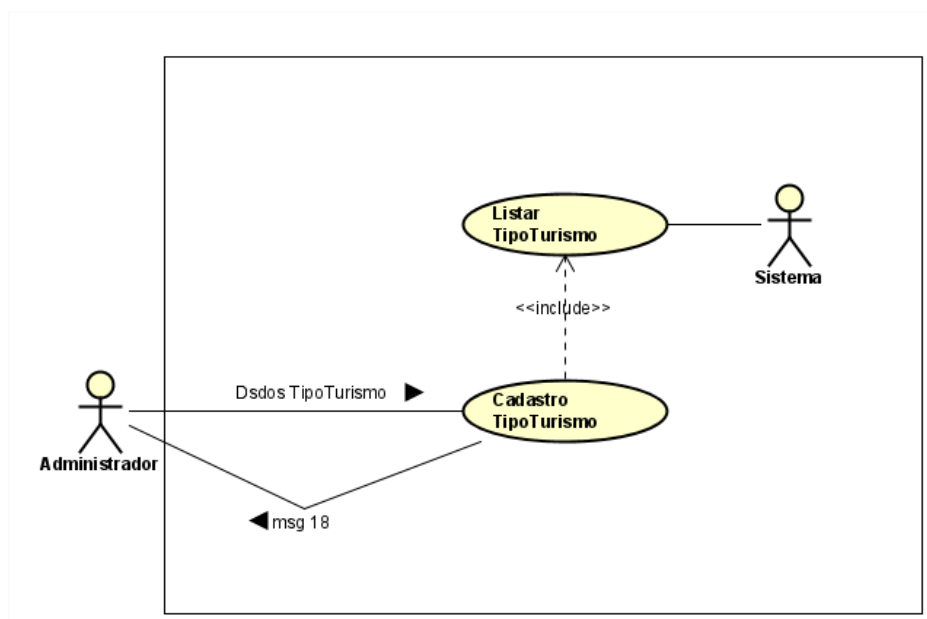 Listar
TipoTurismo
Sistema
<<include>>
Dsdos TipoTurismo
Cadastro
TipoTurismo
Administrador
msg 18